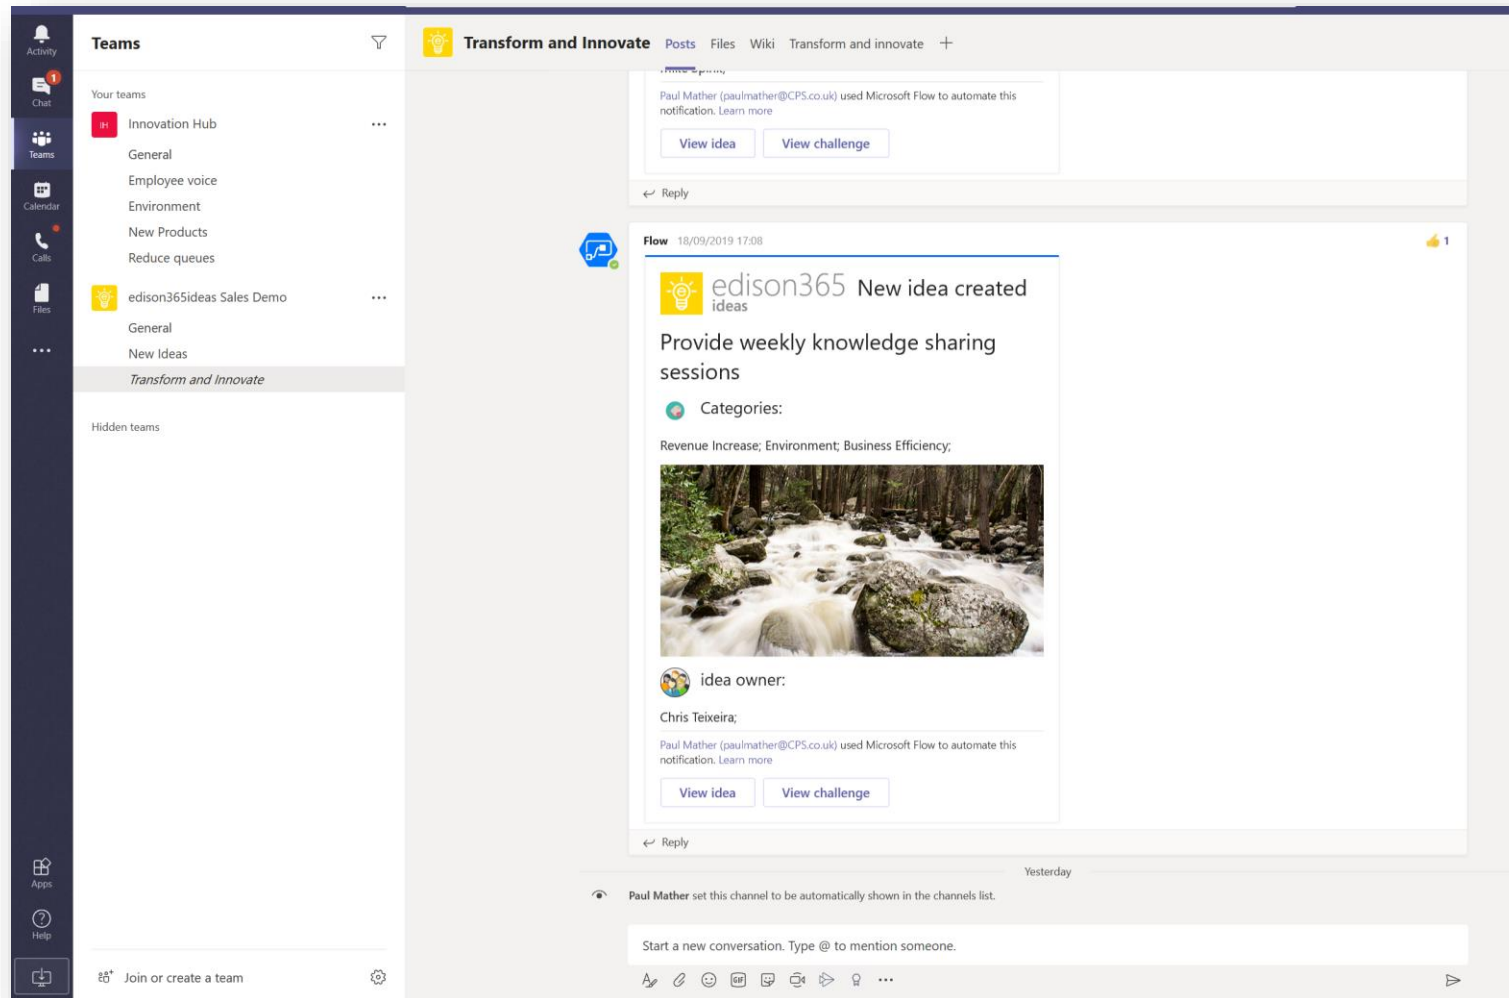 Activity
1
Chat
Teams
Calendar
Calls
Files
Apps
Help
Teams
Your teams
IH Innovation Hub
General
Employee voice
Environment
New Products
Reduce queues
edison365ideas Sales Demo
General
New Ideas
Transform and Innovate
Hidden teams
Join or create a team
Transform and Innovate Posts Files Wiki Transform and innovate
Paul Mather (paulmather@CPS.co.uk) used Microsoft Flow to automate this
notification. Learn more
View idea View challenge
Reply
Flow 18/09/2019 17:08 1
edison365 New idea created
ideas
Provide weekly knowledge sharing
sessions
Categories:
Revenue Increase; Environment; Business Efficiency;
idea owner:
Chris Teixeira;
Paul Mather (paulmather@CPS.co.uk) used Microsoft Flow to automate this
notification. Learn more
View idea View challenge
Reply
Yesterday
Paul Mather set this channel to be automatically shown in the channels list.
Start a new conversation. Type @ to mention someone.
GIF